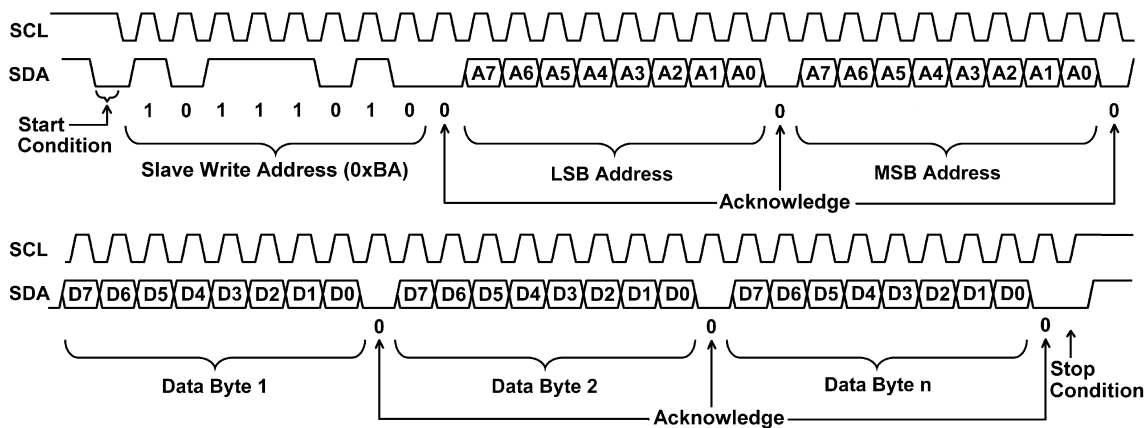 SCL
SDA
A7 A6 A5 A4 A3 A2 A1 A0 A7 A6 A5 A4 A3 A2 A1 A0
1 0 1 1 1 0 1 0 0 0 0
Start
Condition
Slave Write Address (0xBA)
LSB Address
MSB Address
Acknowledge
SCL
SDA
D7 D6 D5 D4 D3 D2 D1 D0 D7 D6 D5 D4 D3 D2 D1 D0 D7 D6 D5 D4 D3 D2 D1 D0
0 0 0
Data Byte 1
Data Byte 2
Data Byte n
Stop
Condition
Acknowledge